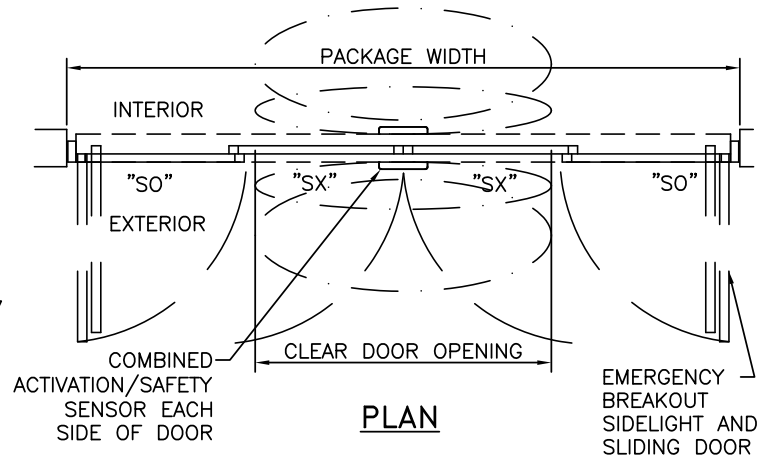 PACKAGE WIDTH
INTERIOR
"SO"
"SX"
"SX"
"SO"
EXTERIOR
COMBINED
ACTIVATION/SAFETY
SENSOR EACH
SIDE OF DOOR
CLEAR DOOR OPENING
PLAN
EMERGENCY
BREAKOUT
SIDELIGHT AND
SLIDING DOOR